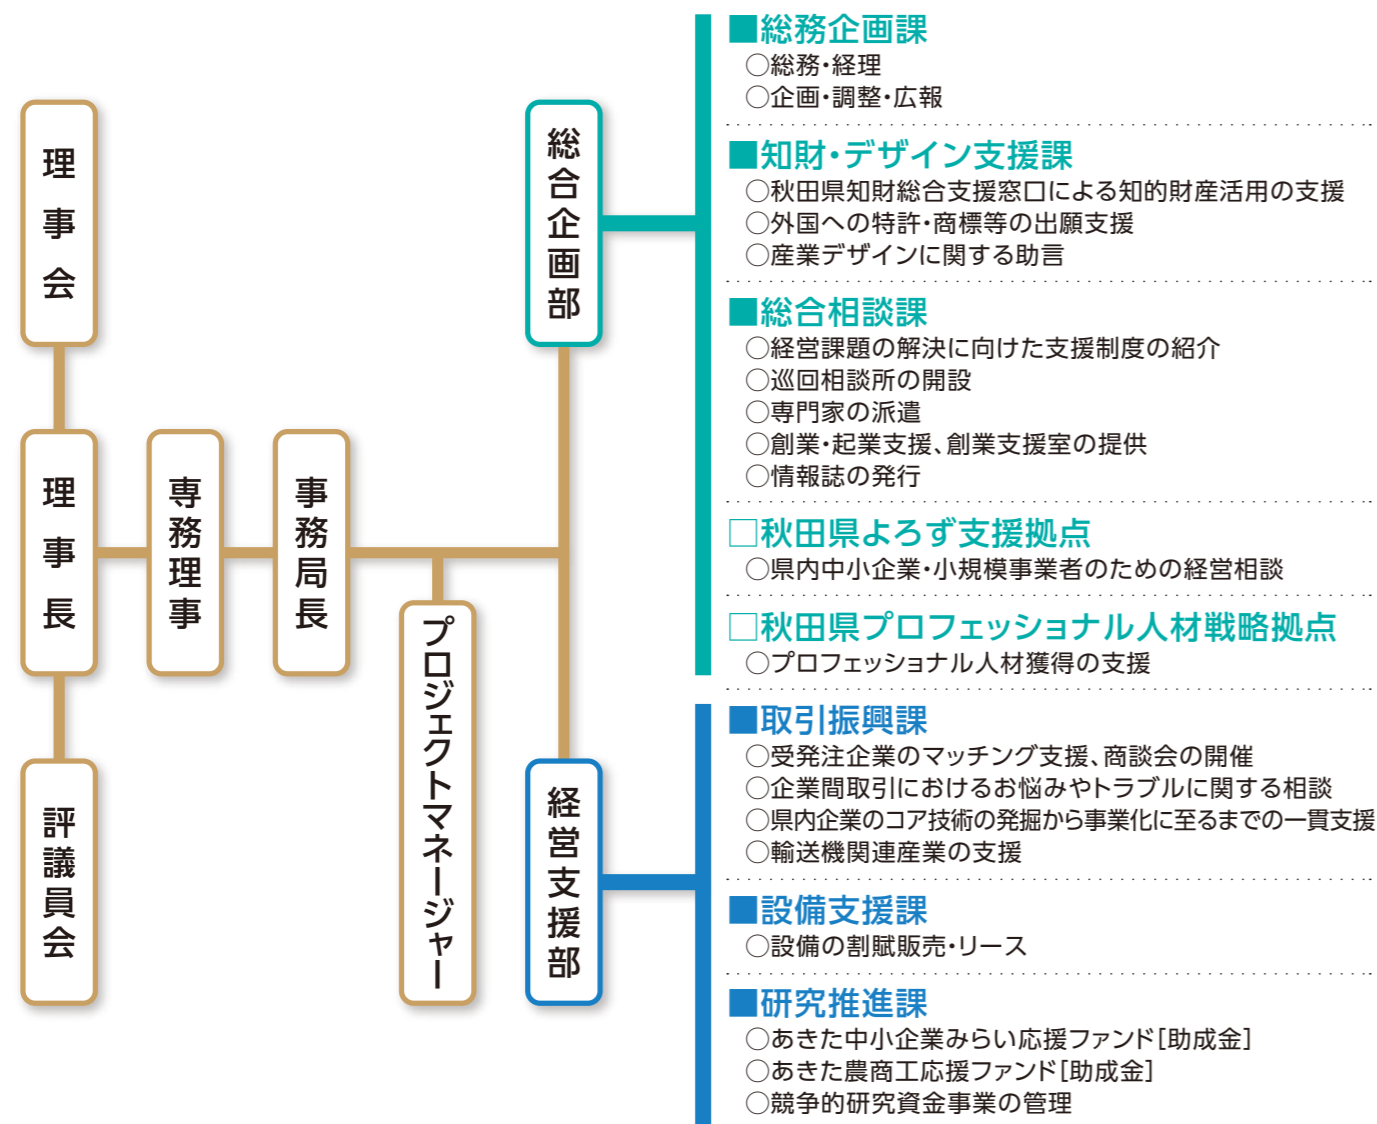 理事会
理事長
評議員会
専務理事
事務局長
プロジェクトマネージャー
総合企画部
経営支援部
■総務企画課
○総務・経理
○企画・調整・広報
■知財・デザイン支援課
○秋田県知財総合支援窓口による知的財産活用の支援
○外国への特許・商標等の出願支援
○産業デザインに関する助言
■総合相談課
○経営課題の解決に向けた支援制度の紹介
○巡回相談所の開設
○専門家の派遣
○創業・起業支援、創業支援室の提供
○情報誌の発行
□秋田県よろず支援拠点
○県内中小企業・小規模事業者のための経営相談
□秋田県プロフェッショナル人材戦略拠点
○プロフェッショナル人材獲得の支援
■取引振興課
○受発注企業のマッチング支援、商談会の開催
○企業間取引におけるお悩みやトラブルに関する相談
○県内企業のコア技術の発掘から事業化に至るまでの一貫支援
○輸送機関連産業の支援
■設備支援課
○設備の割賦販売・リース
■研究推進課
○あきた中小企業みらい応援ファンド[助成金]
○あきた農商工応援ファンド[助成金]
○競争的研究資金事業の管理